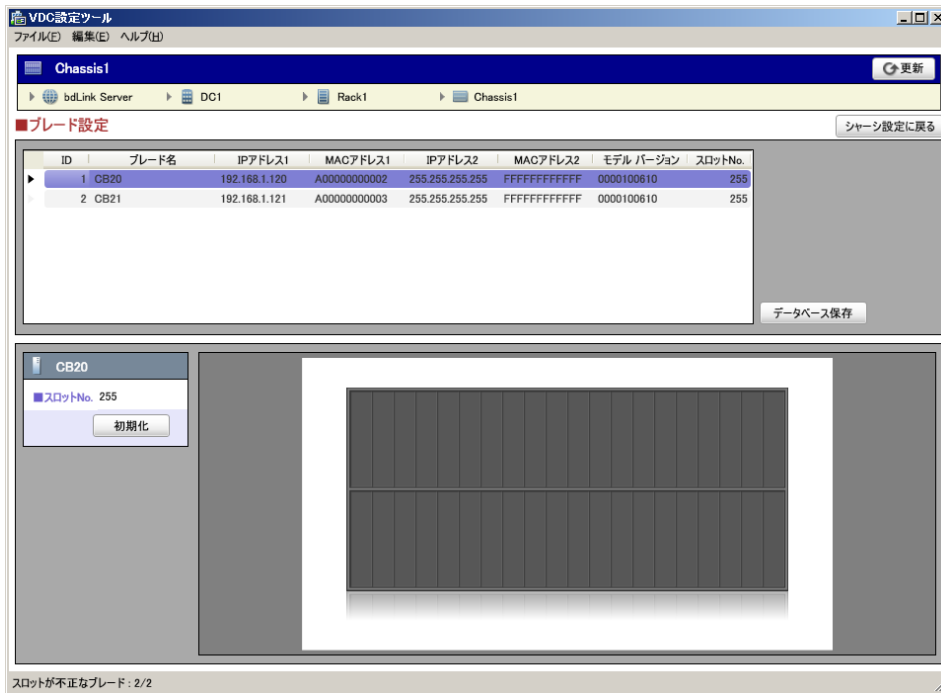 VDC設定ツール
ファイル(F) 編集(E) ヘルプ(H)
Chassis1 更新
bdLink Server DC1 Rack1 Chassis1
■ブレード設定 シャーシ設定に戻る
ID ブレード名 IPアドレス1 MACアドレス1 IPアドレス2 MACアドレス2 モデル バージョン スロットNo.
1 CB20 192.168.1.120 A00000000002 255.255.255.255 FFFFFFFFFFFF 0000100610 255
2 CB21 192.168.1.121 A00000000003 255.255.255.255 FFFFFFFFFFFF 0000100610 255
データベース保存
CB20
■スロットNo. 255
初期化
スロットが不正なブレード : 2/2